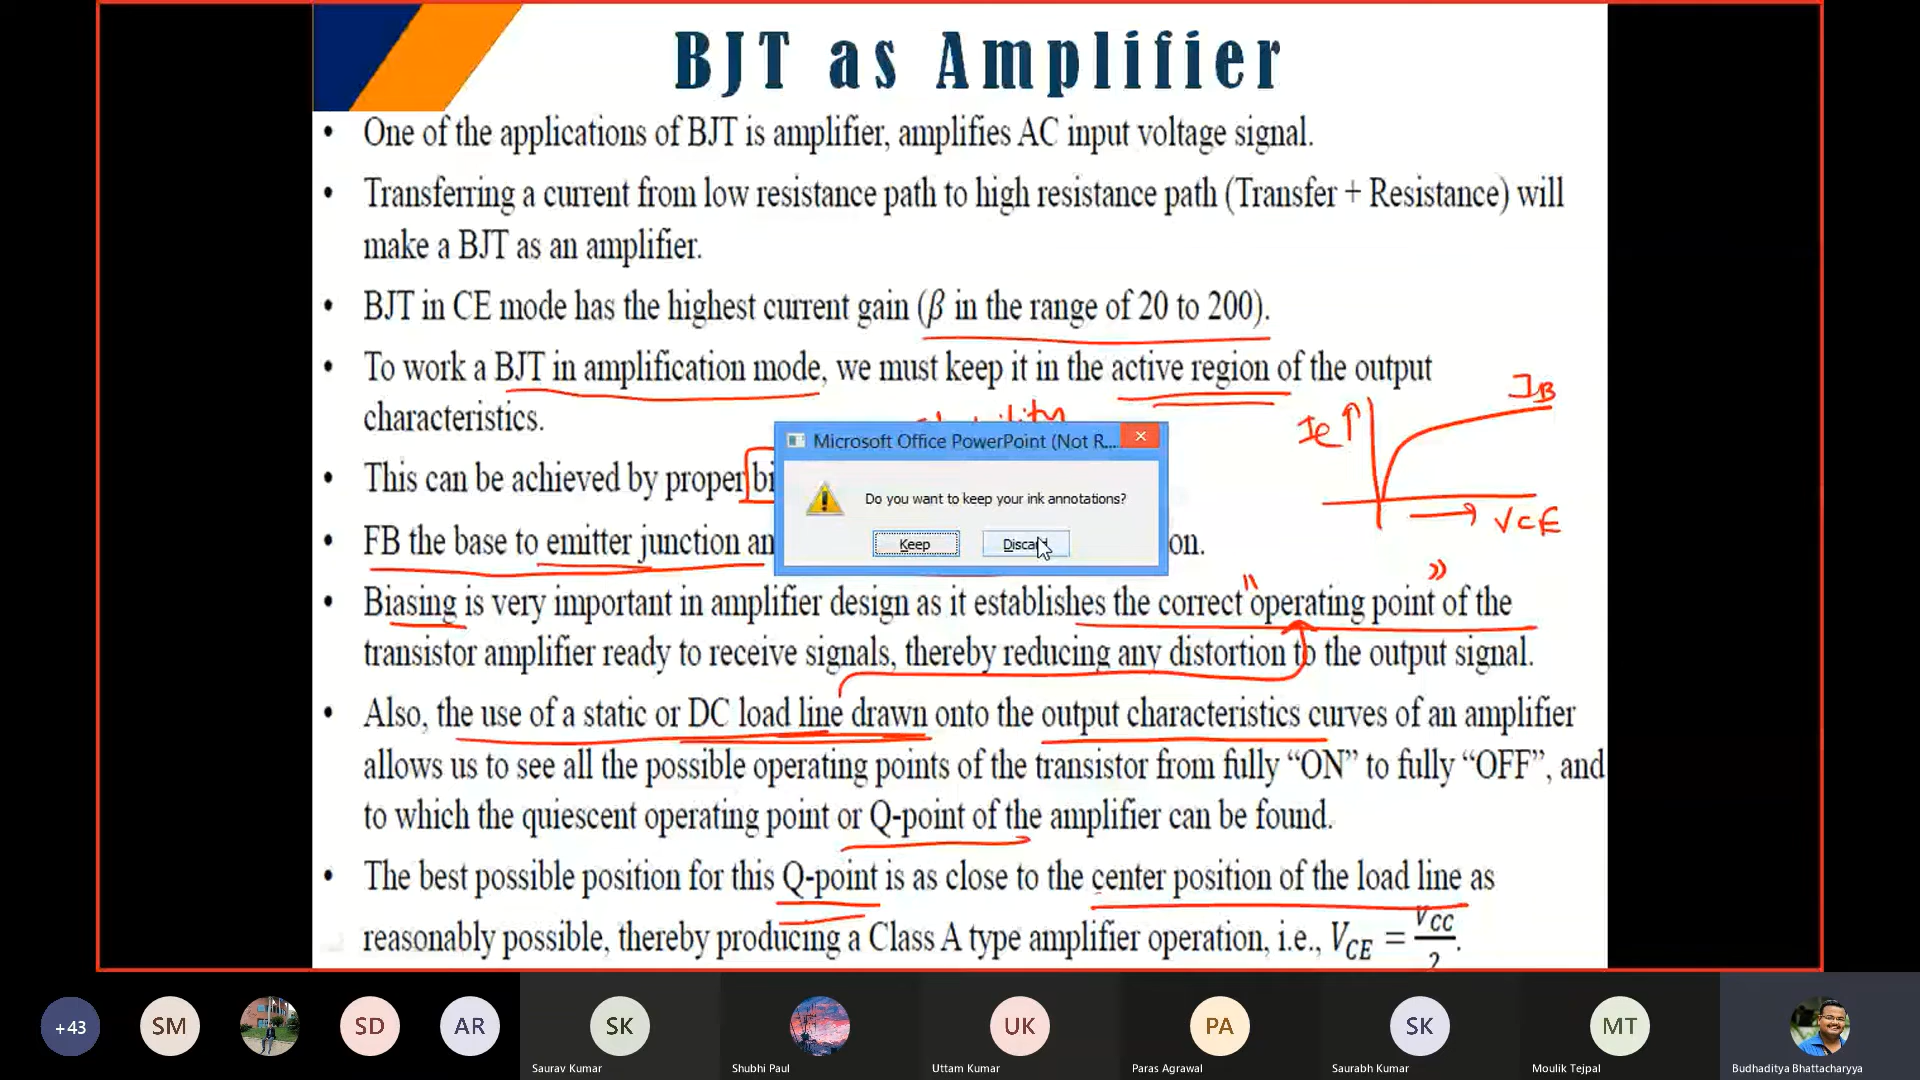 BJT as Amplifier
• One of the applications of BJT is amplifier, amplifies AC input voltage signal.
• Transferring a current from low resistance path to high resistance path (Transfer + Resistance) will
make a BJT as an amplifier.
• BJT in CE mode has the highest current gain (β in the range of 20 to 200).
• To work a BJT in amplification mode, we must keep it in the active region of the output
characteristics.
IB
IC↑
VCE
Microsoft Office PowerPoint (Not R...
Do you want to keep your ink annotations?
Keep
• This can be achieved by proper
• FB the base to emitter junction an
on.
• Biasing is very important in amplifier design as it establishes the correct "operating point" of the
transistor amplifier ready to receive signals, thereby reducing any distortion to the output signal.
• Also, the use of a static or DC load line drawn onto the output characteristics curves of an amplifier
allows us to see all the possible operating points of the transistor from fully “ON” to fully “OFF”, and
to which the quiescent operating point or Q-point of the amplifier can be found.
• The best possible position for this Q-point is as close to the center position of the load line as
reasonably possible, thereby producing a Class A type amplifier operation, i.e., VCE = VCC/2.
+43
SM
SD
AR
SK
UK
PA
SK
MT
Saurav Kumar
Shubhi Paul
Uttam Kumar
Paras Agrawal
Saurabh Kumar
Moulik Tejpal
Budhaditya Bhattacharyya